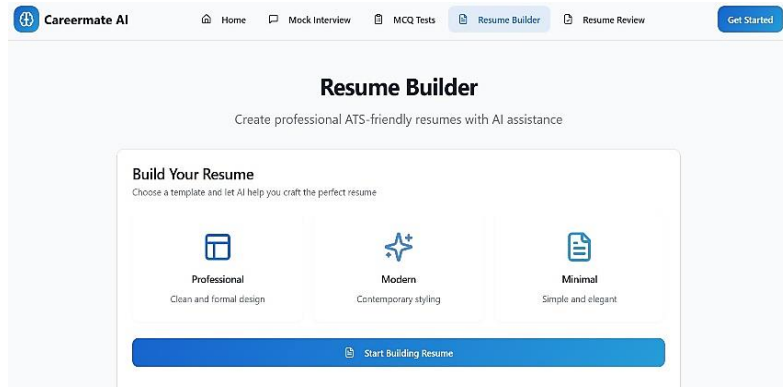 Careermate AI
Home
Mock Interview
MCQ Tests
Resume Builder
Resume Review
Get Started
Resume Builder
Create professional ATS-friendly resumes with AI assistance
Build Your Resume
Choose a template and let AI help you craft the perfect resume
Professional
Clean and formal design
Modern
Contemporary styling
Minimal
Simple and elegant
Start Building Resume